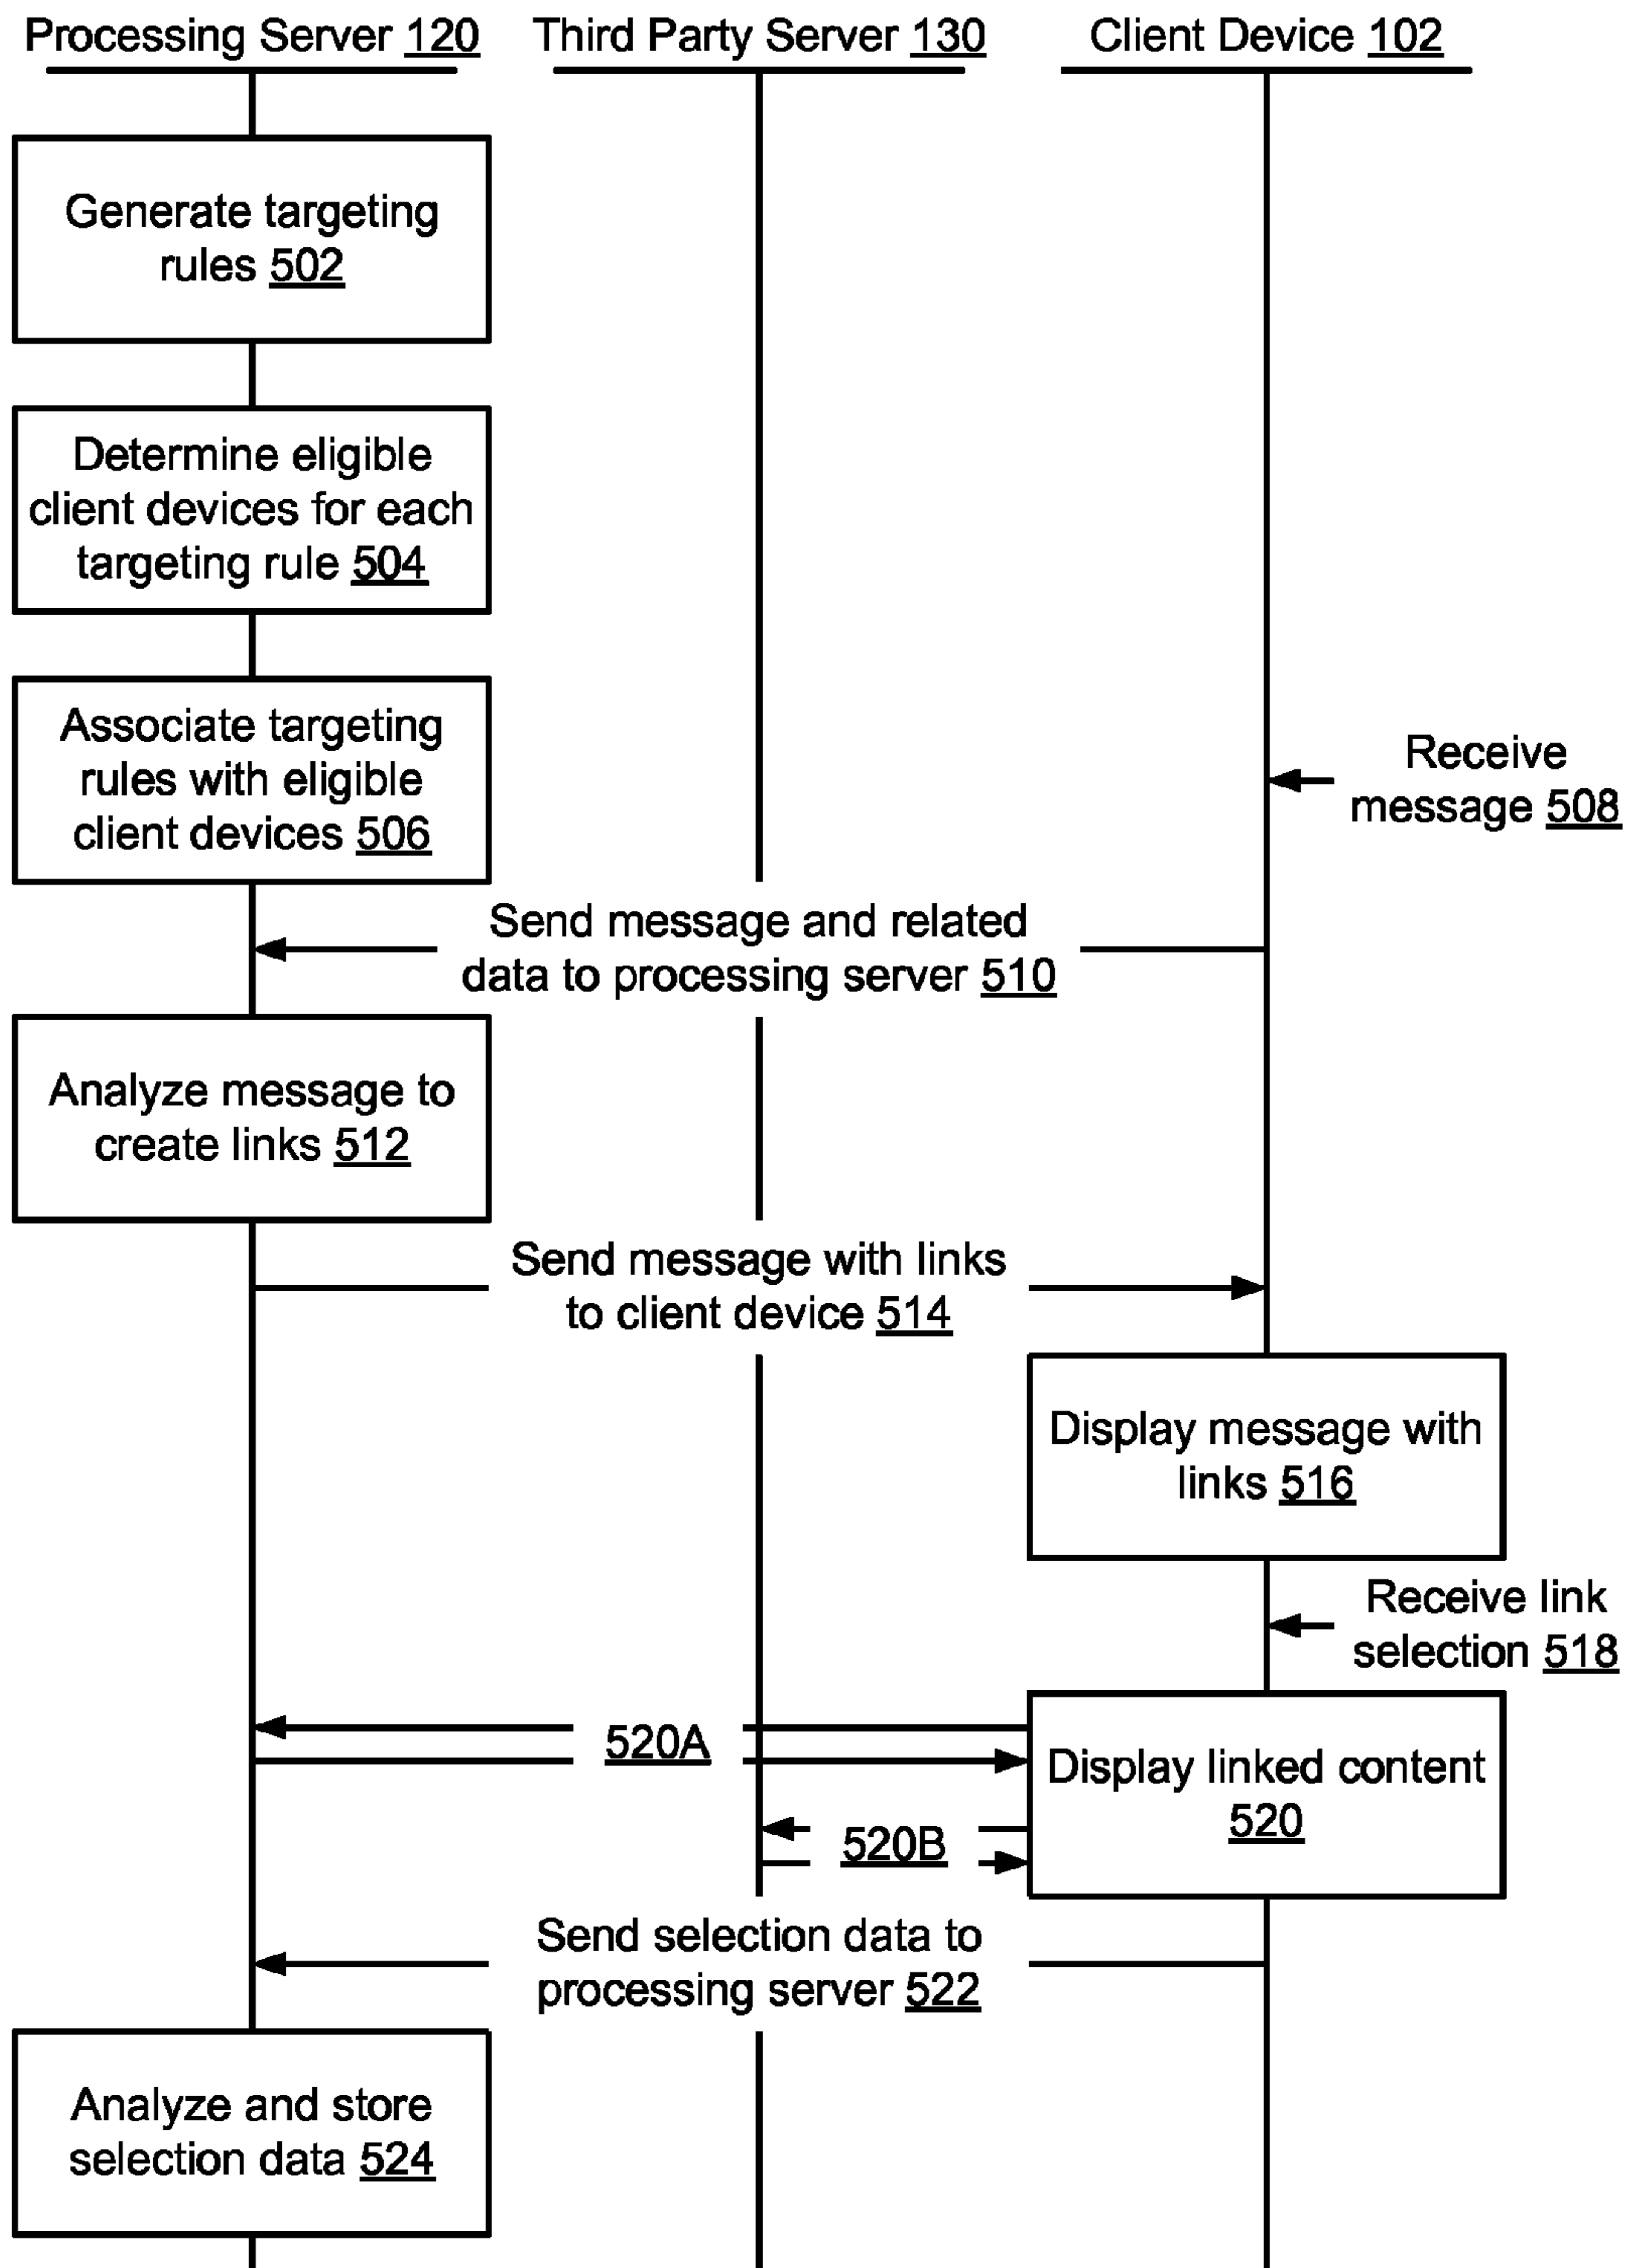 Processing Server 120
Third Party Server 130
Client Device 102
Generate targeting
rules 502
Determine eligible
client devices for each
targeting rule 504
Associate targeting
rules with eligible
client devices 506
Receive
message 508
Send message and related
data to processing server 510
Analyze message to
create links 512
Send message with links
to client device 514
Display message with
links 516
Receive link
selection 518
520A
Display linked content
520
520B
Send selection data to
processing server 522
Analyze and store
selection data 524